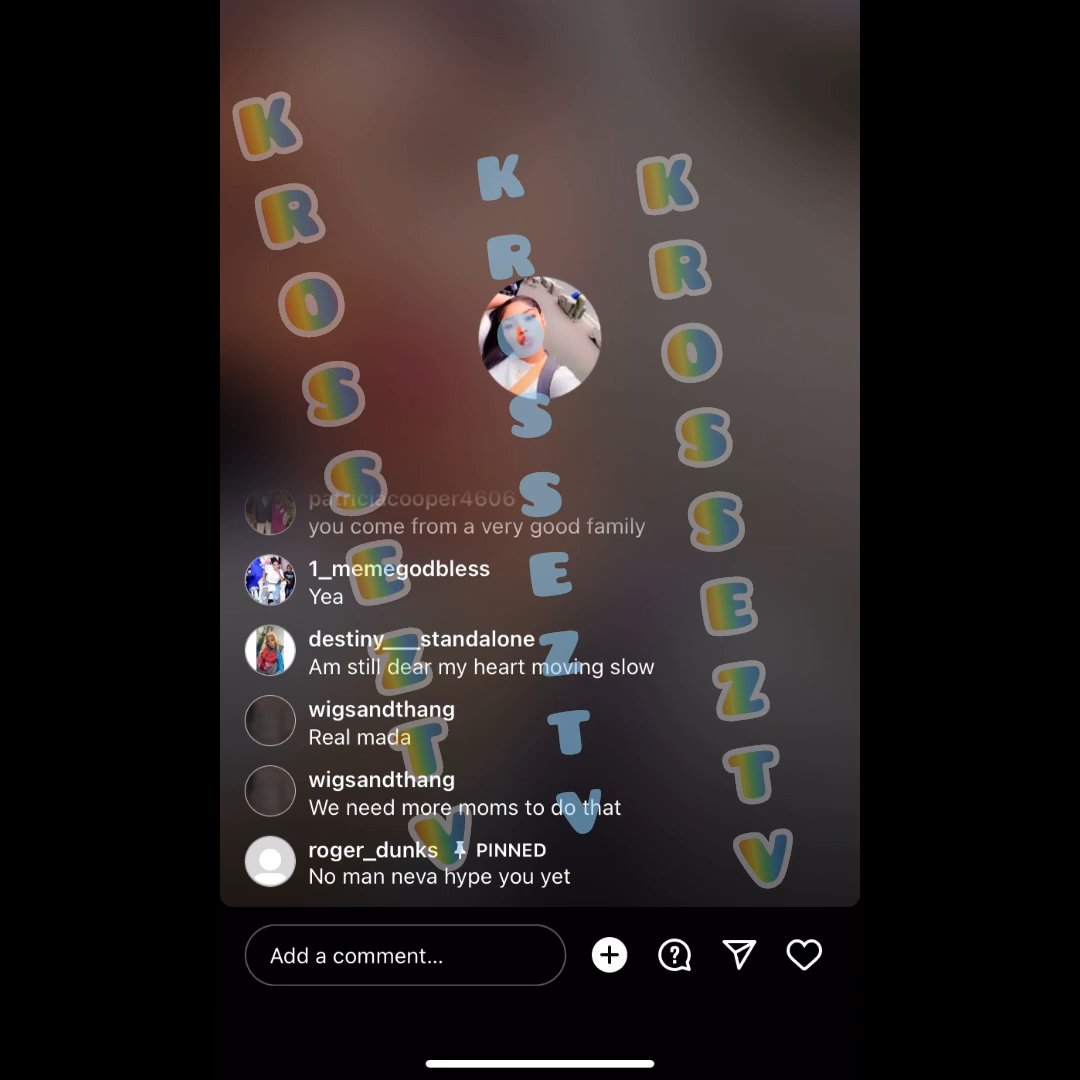 KROSSEZTV
KROSSEZTV
KROSSEZTV
patriciacooper4606
you come from a very good family
1_memegodbless
Yea
destiny___standalone
Am still dear my heart moving slow
wigsandthang
Real mada
wigsandthang
We need more moms to do that
roger_dunks PINNED
No man neva hype you yet
Add a comment...